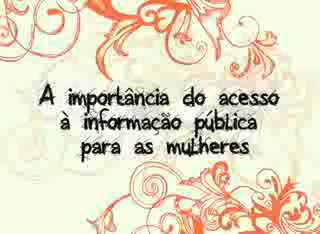 A importância do acesso
à informação pública
para as mulheres